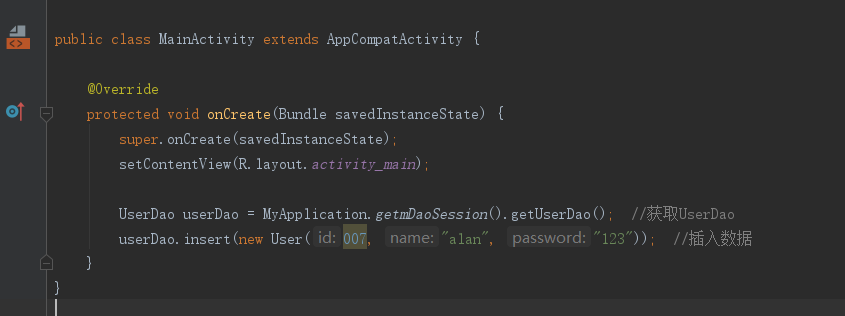 public class MainActivity extends AppCompatActivity {
@Override
protected void onCreate(Bundle savedInstanceState) {
super.onCreate(savedInstanceState);
setContentView(R.layout.activity_main);
UserDao userDao = MyApplication.getmDaoSession().getUserDao(); //获取UserDao
userDao.insert(new User( id: 007, name: "alan", password: "123")); //插入数据
}
}